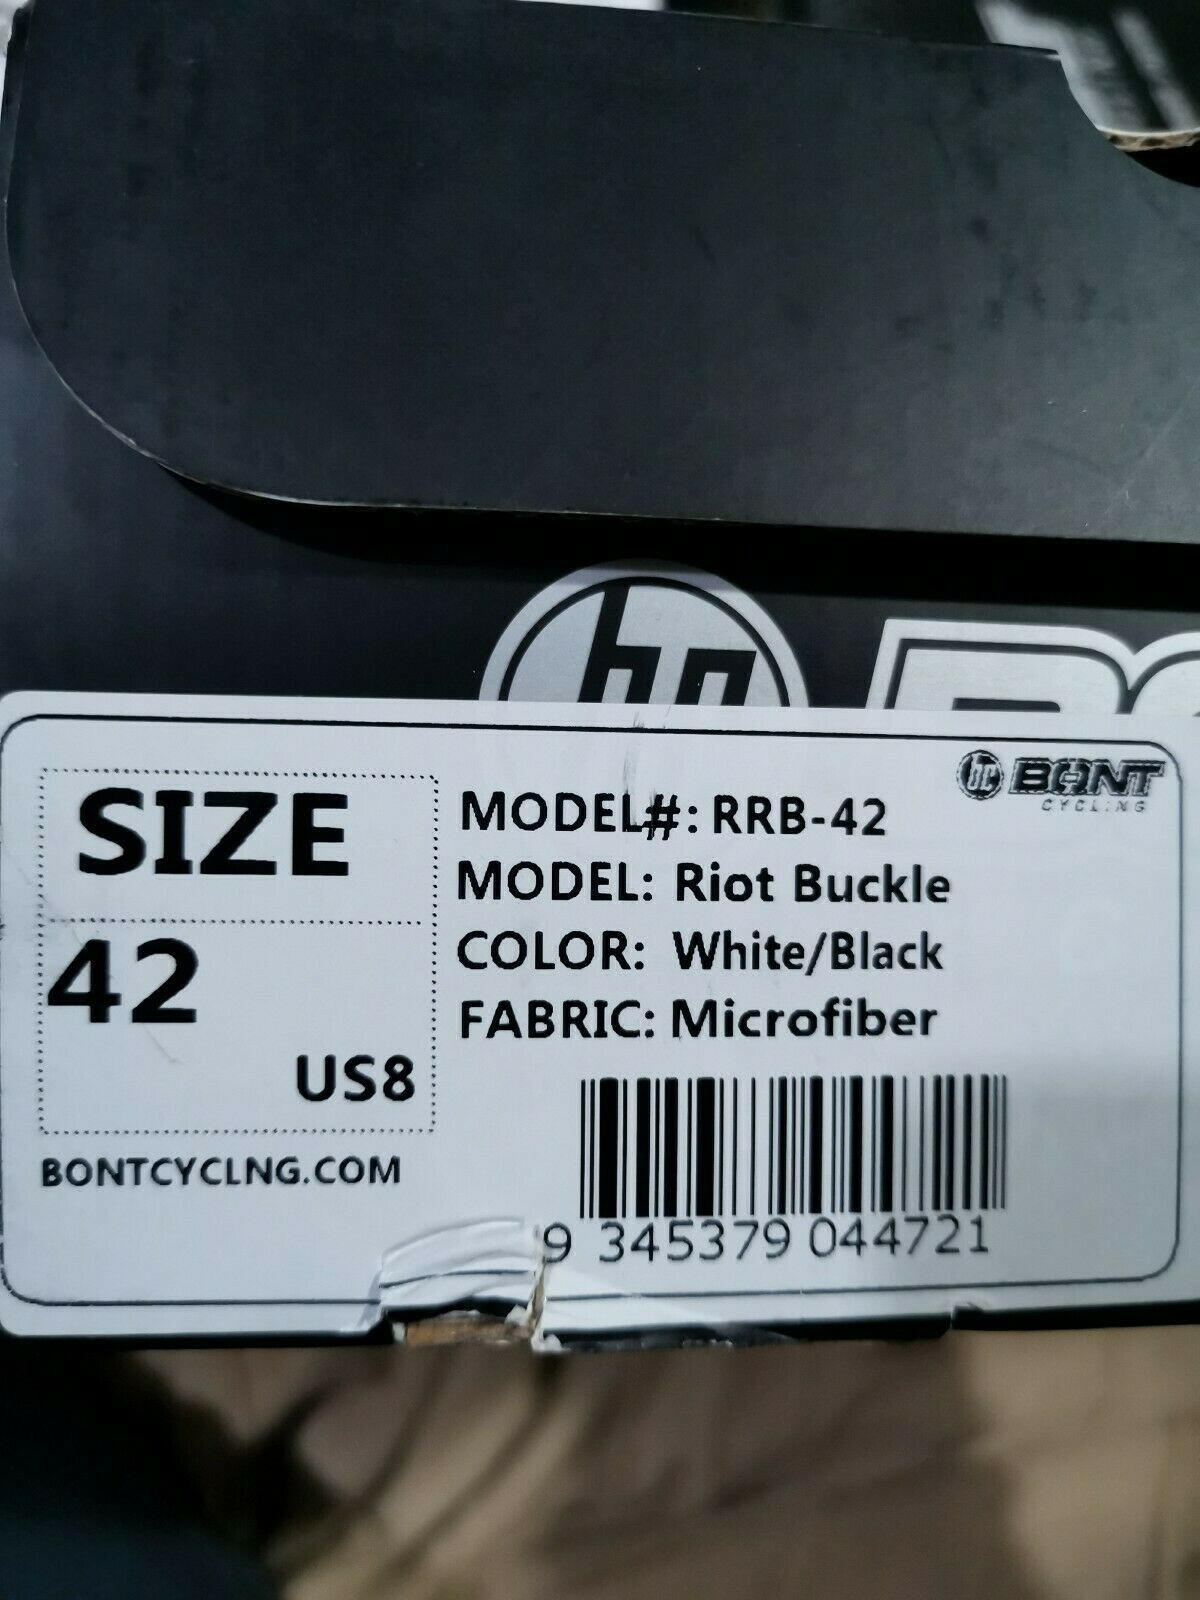 SIZE
42
US8
BONTCYCLNG.COM
MODEL#: RRB-42
MODEL: Riot Buckle
COLOR: White/Black
FABRIC: Microfiber
BONT
CYCLING
9 345379 044721